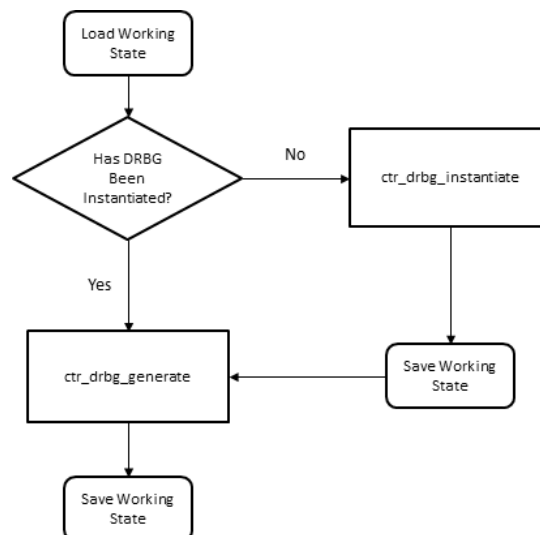 Load Working
State
Has DRBG
Been
Instantiated?
No
ctr_drbg_instantiate
Yes
ctr_drbg_generate
Save Working
State
Save Working
State